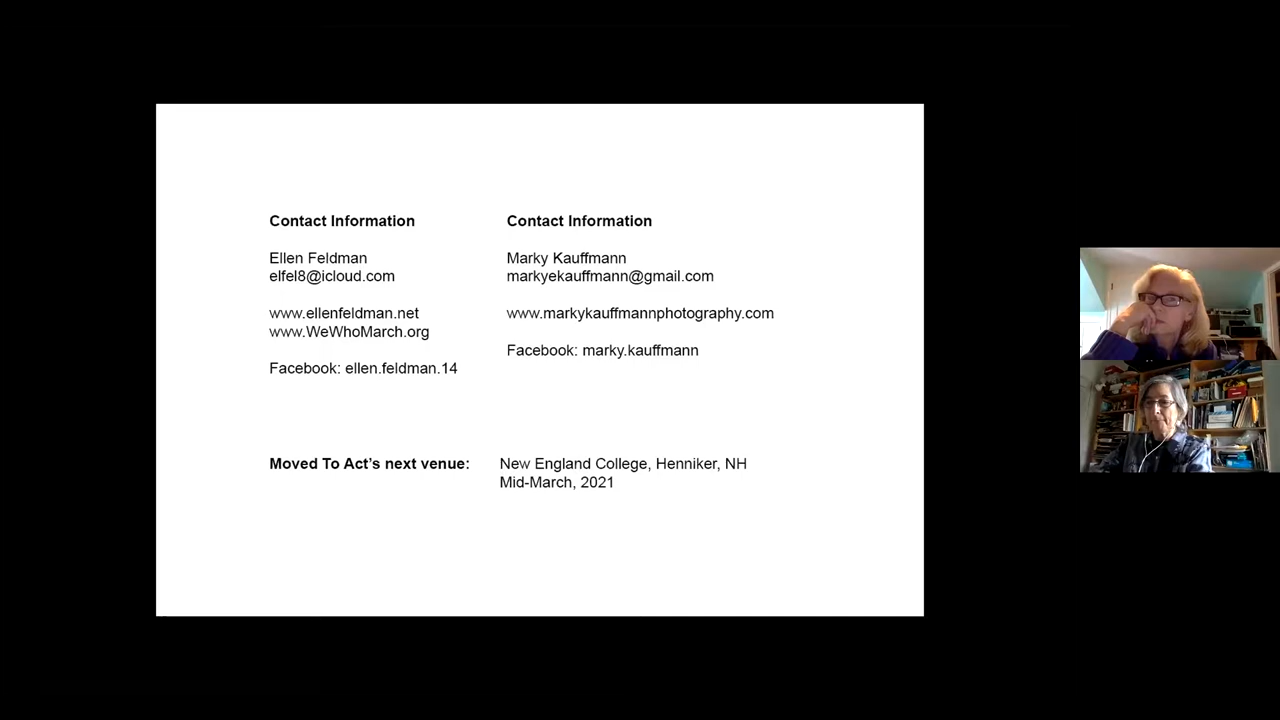 Contact Information
Ellen Feldman
elfel8@icloud.com
www.ellenfeldman.net
www.WeWhoMarch.org
Facebook: ellen.feldman.14
Contact Information
Marky Kauffmann
markyekauffmann@gmail.com
www.markykauffmannphotography.com
Facebook: marky.kauffmann
Moved To Act's next venue: New England College, Henniker, NH
Mid-March, 2021